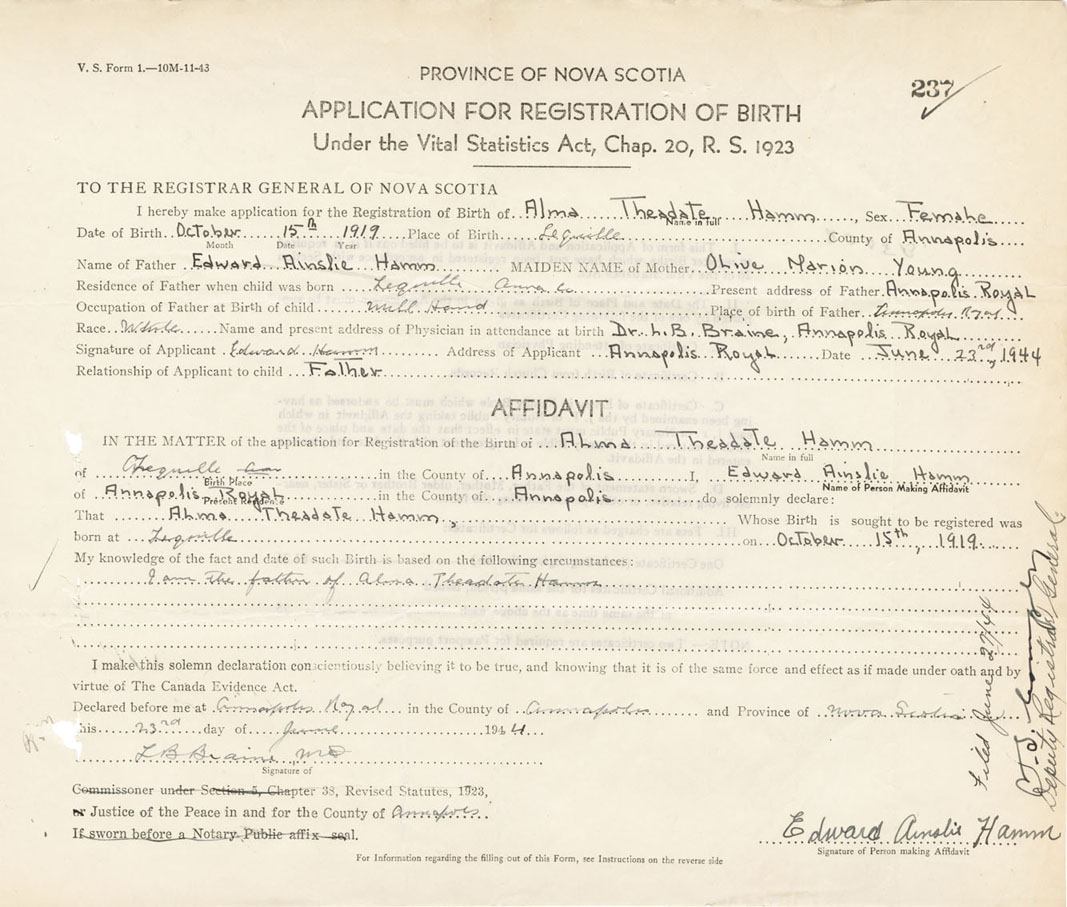 V. S. Form 1.—10M-11-43
237
PROVINCE OF NOVA SCOTIA
APPLICATION FOR REGISTRATION OF BIRTH
Under the Vital Statistics Act, Chap. 20, R. S. 1923
TO THE REGISTRAR GENERAL OF NOVA SCOTIA
I hereby make application for the Registration of Birth of Alma Theadate Hamm, Sex Female
Name in full
Date of Birth October 15th 1919 Place of Birth Lequille County of Annapolis
Month Date Year
Name of Father Edward Ainslie Hamm MAIDEN NAME of Mother Olive Marion Young
Residence of Father when child was born Lequille Anna Co Present address of Father Annapolis Royal
Occupation of Father at Birth of child Mill Hand Place of birth of Father Annapolis Royal
Race White Name and present address of Physician in attendance at birth Dr. L. B. Braine, Annapolis Royal
Signature of Applicant Edward Hamm Address of Applicant Annapolis Royal Date June 23rd, 1944
Relationship of Applicant to child Father
AFFIDAVIT
IN THE MATTER of the application for Registration of the Birth of Alma Theadate Hamm
Name in full
of Lequille in the County of Annapolis I, Edward Ainslie Hamm
Birth Place Name of Person Making Affidavit
of Annapolis Royal in the County of Annapolis do solemnly declare:
Present Residence
That Alma Theadate Hamm, Whose Birth is sought to be registered was
born at Lequille on October 15th, 1919.
My knowledge of the fact and date of such Birth is based on the following circumstances:
I am the father of Alma Theadate Hamm
I make this solemn declaration conscientiously believing it to be true, and knowing that it is of the same force and effect as if made under oath and by
virtue of The Canada Evidence Act.
Declared before me at Annapolis Royal in the County of Annapolis and Province of Nova Scotia
this 23rd day of June 1944
L B Braine MD
Signature of
Commissioner under Section 5, Chapter 38, Revised Statutes, 1923,
or Justice of the Peace in and for the County of Annapolis
If sworn before a Notary Public affix seal.
Edward Ainslie Hamm
Signature of Person making Affidavit
For Information regarding the filling out of this Form, see Instructions on the reverse side
Filed June 27/44
Deputy Registrar General